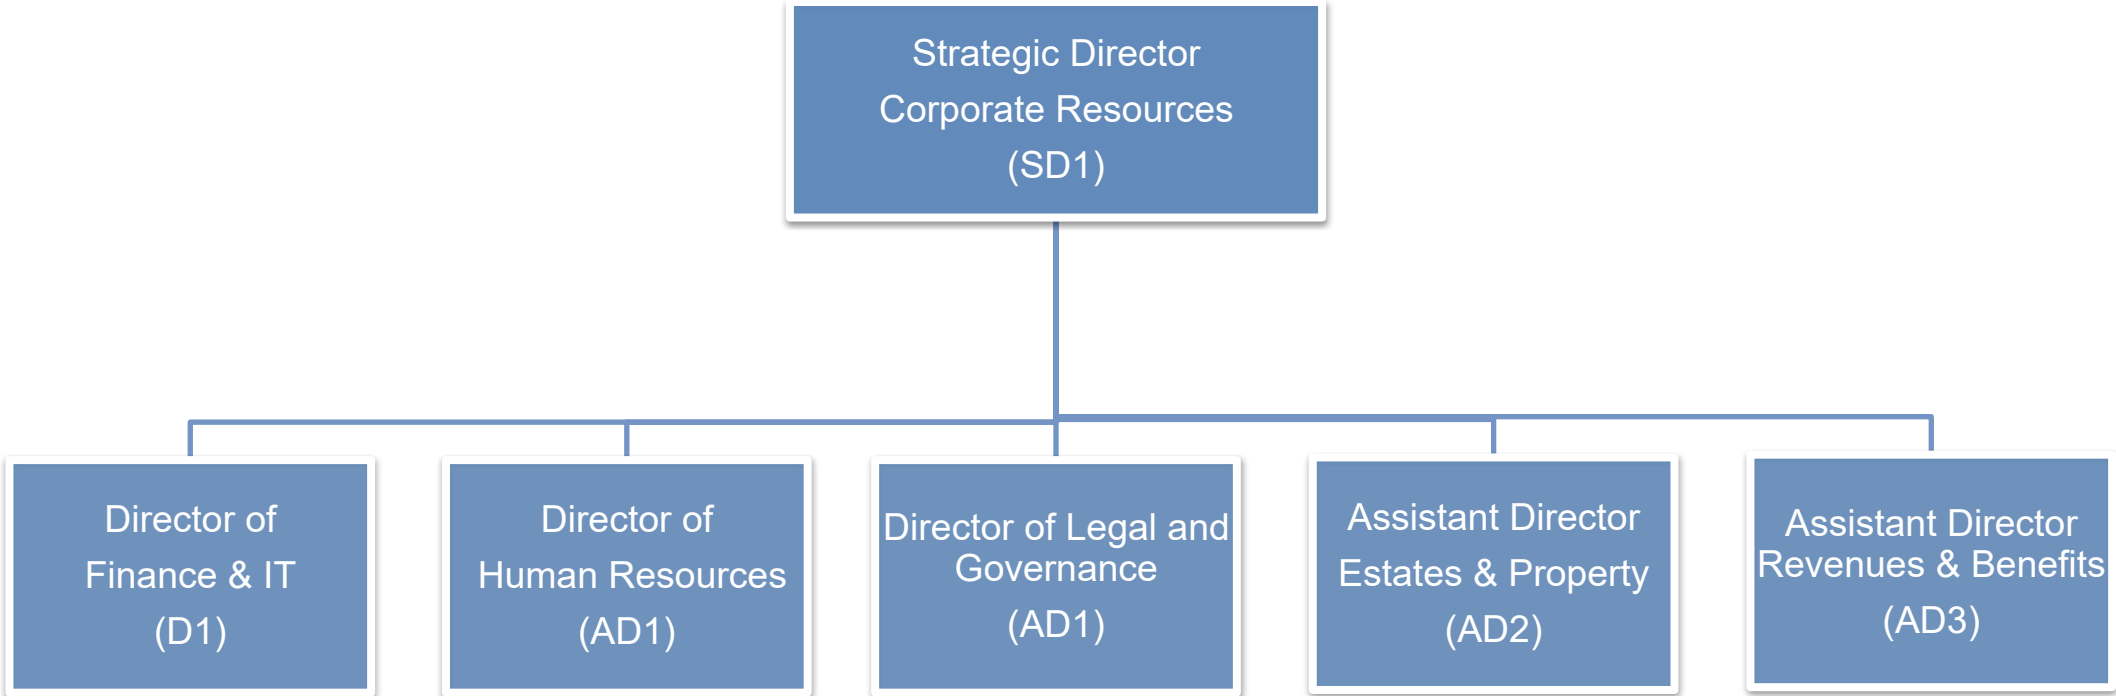 Strategic Director
Corporate Resources
(SD1)
Director of
Finance & IT
(D1)
Director of
Human Resources
(AD1)
Director of Legal and
Governance
(AD1)
Assistant Director
Estates & Property
(AD2)
Assistant Director
Revenues & Benefits
(AD3)